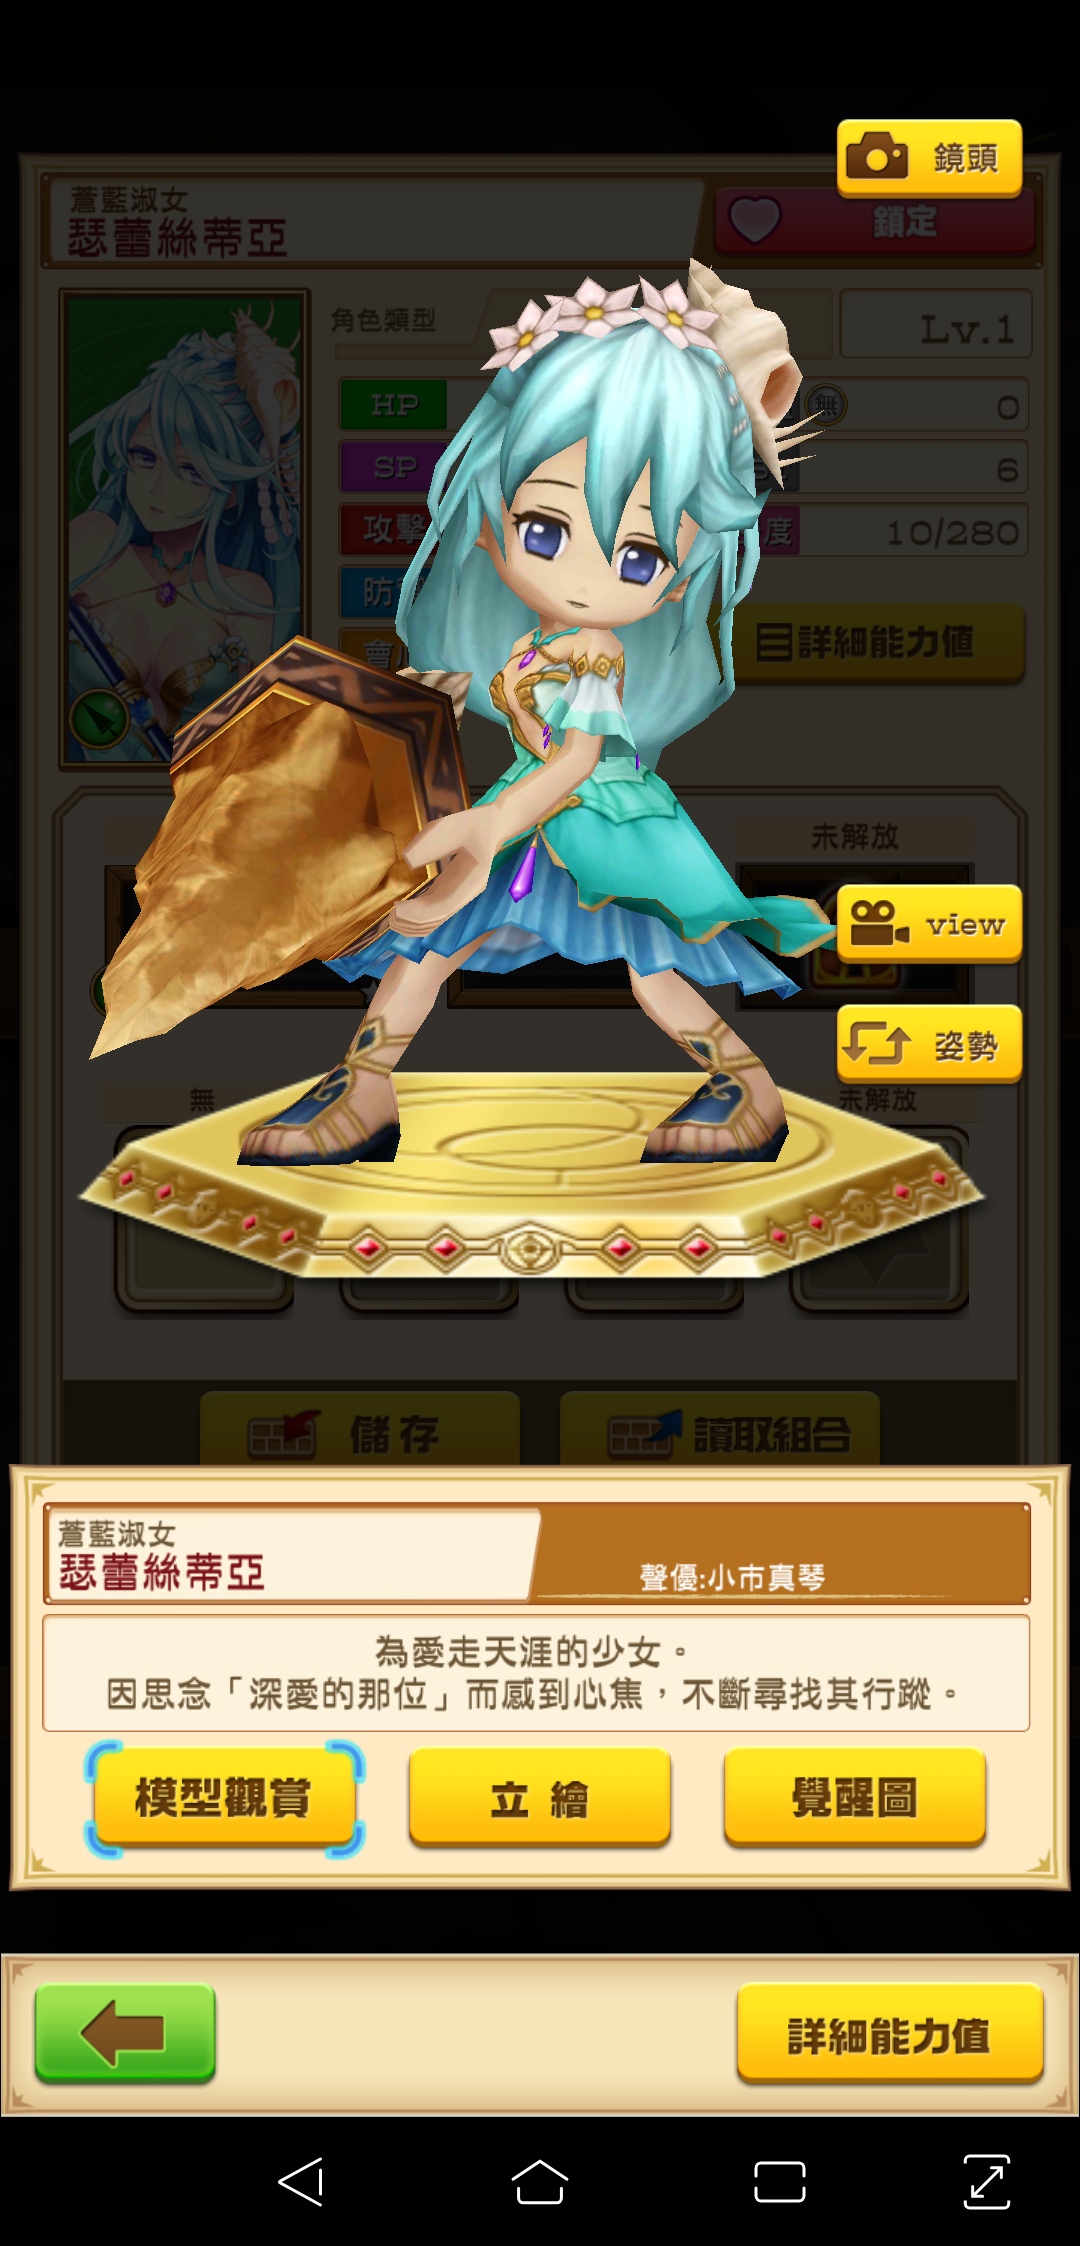 鏡頭
蒼藍淑女
瑟蕾絲蒂亞
鎖定
角色類型
Lv.1
HP
無
0
SP
6
攻擊
度
10/280
防
會
詳細能力值
未解放
view
姿勢
無
未解放
儲存
讀取組合
蒼藍淑女
瑟蕾絲蒂亞
聲優:小市真琴
為愛走天涯的少女。
因思念「深愛的那位」而感到心焦，不斷尋找其行蹤。
模型觀賞
立繪
覺醒圖
詳細能力值